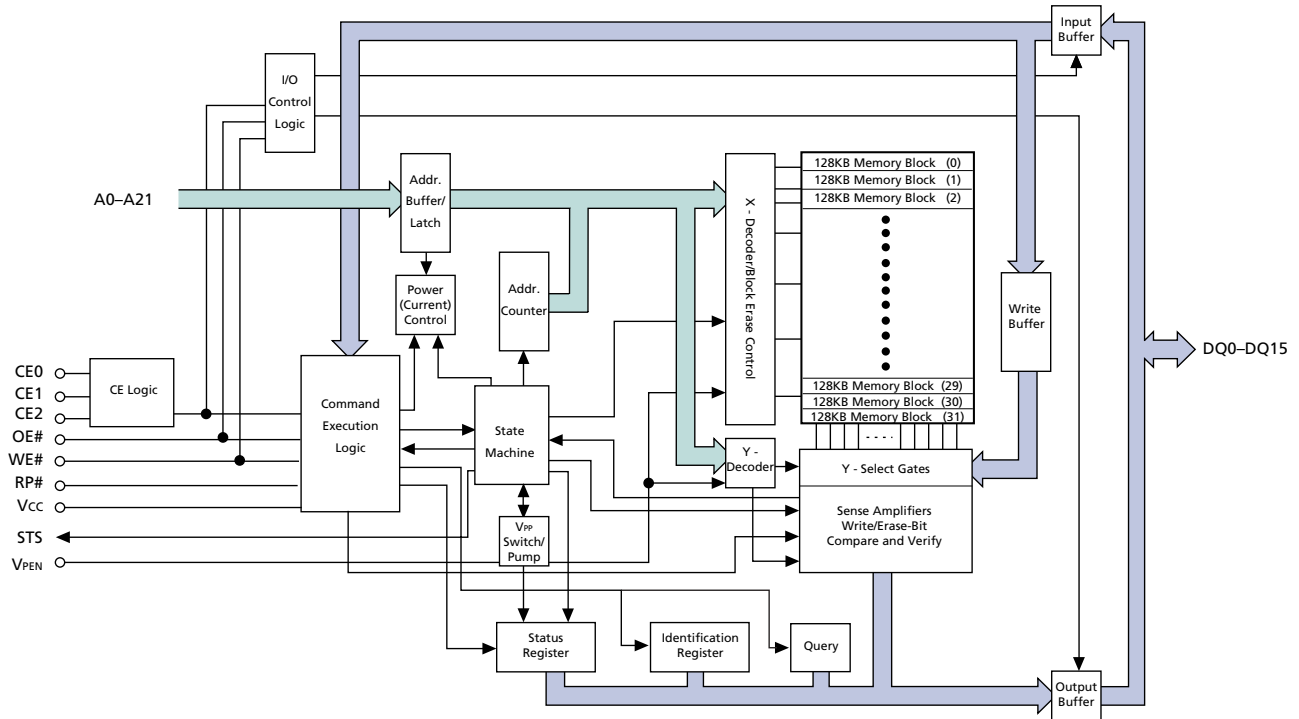 Input
Buffer
I/O
Control
Logic
A0–A21
Addr.
Buffer/
Latch
X - Decoder/Block Erase Control
128KB Memory Block (0)
128KB Memory Block (1)
128KB Memory Block (2)
Power
(Current)
Control
Addr.
Counter
Write
Buffer
DQ0–DQ15
CE0
CE1
CE2
OE#
WE#
RP#
VCC
STS
VPEN
CE Logic
Command
Execution
Logic
State
Machine
128KB Memory Block (29)
128KB Memory Block (30)
128KB Memory Block (31)
Y -
Decoder
Y - Select Gates
Sense Amplifiers
Write/Erase-Bit
Compare and Verify
VPP
Switch/
Pump
Status
Register
Identification
Register
Query
Output
Buffer